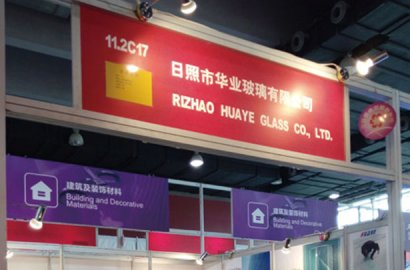 11.2C17
日照市华业玻璃有限公司
RIZHAO HUAYE GLASS CO., LTD.
建筑及装饰材料
Building and Decorative
Materials
建筑及装饰材料
Building and Decorative
Materials